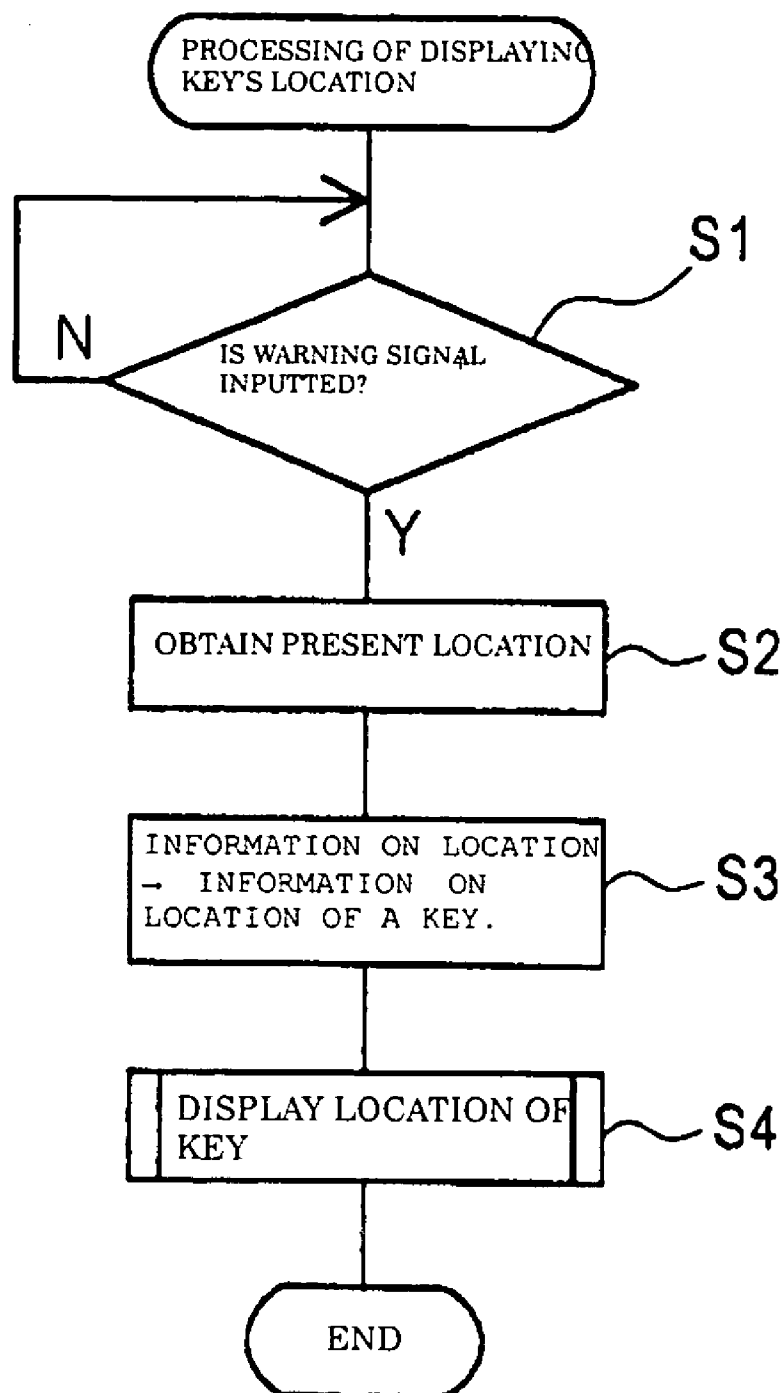 PROCESSING OF DISPLAYING
KEY'S LOCATION
S1
N
IS WARNING SIGNAL
INPUTTED?
Y
OBTAIN PRESENT LOCATION
S2
INFORMATION ON LOCATION
→ INFORMATION ON
LOCATION OF A KEY.
S3
DISPLAY LOCATION OF
KEY
S4
END